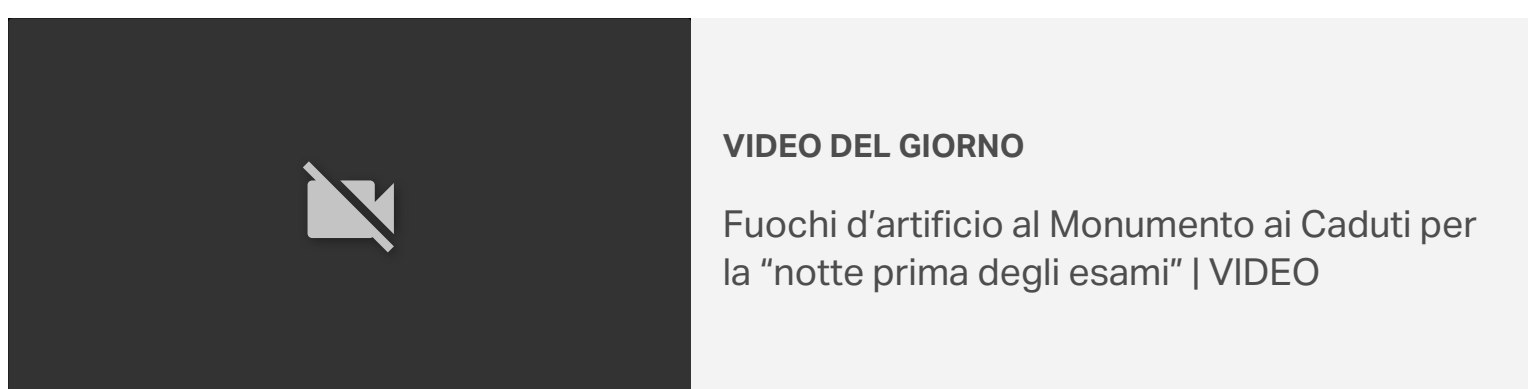 VIDEO DEL GIORNO
Fuochi d’artificio al Monumento ai Caduti per
la “notte prima degli esami” | VIDEO